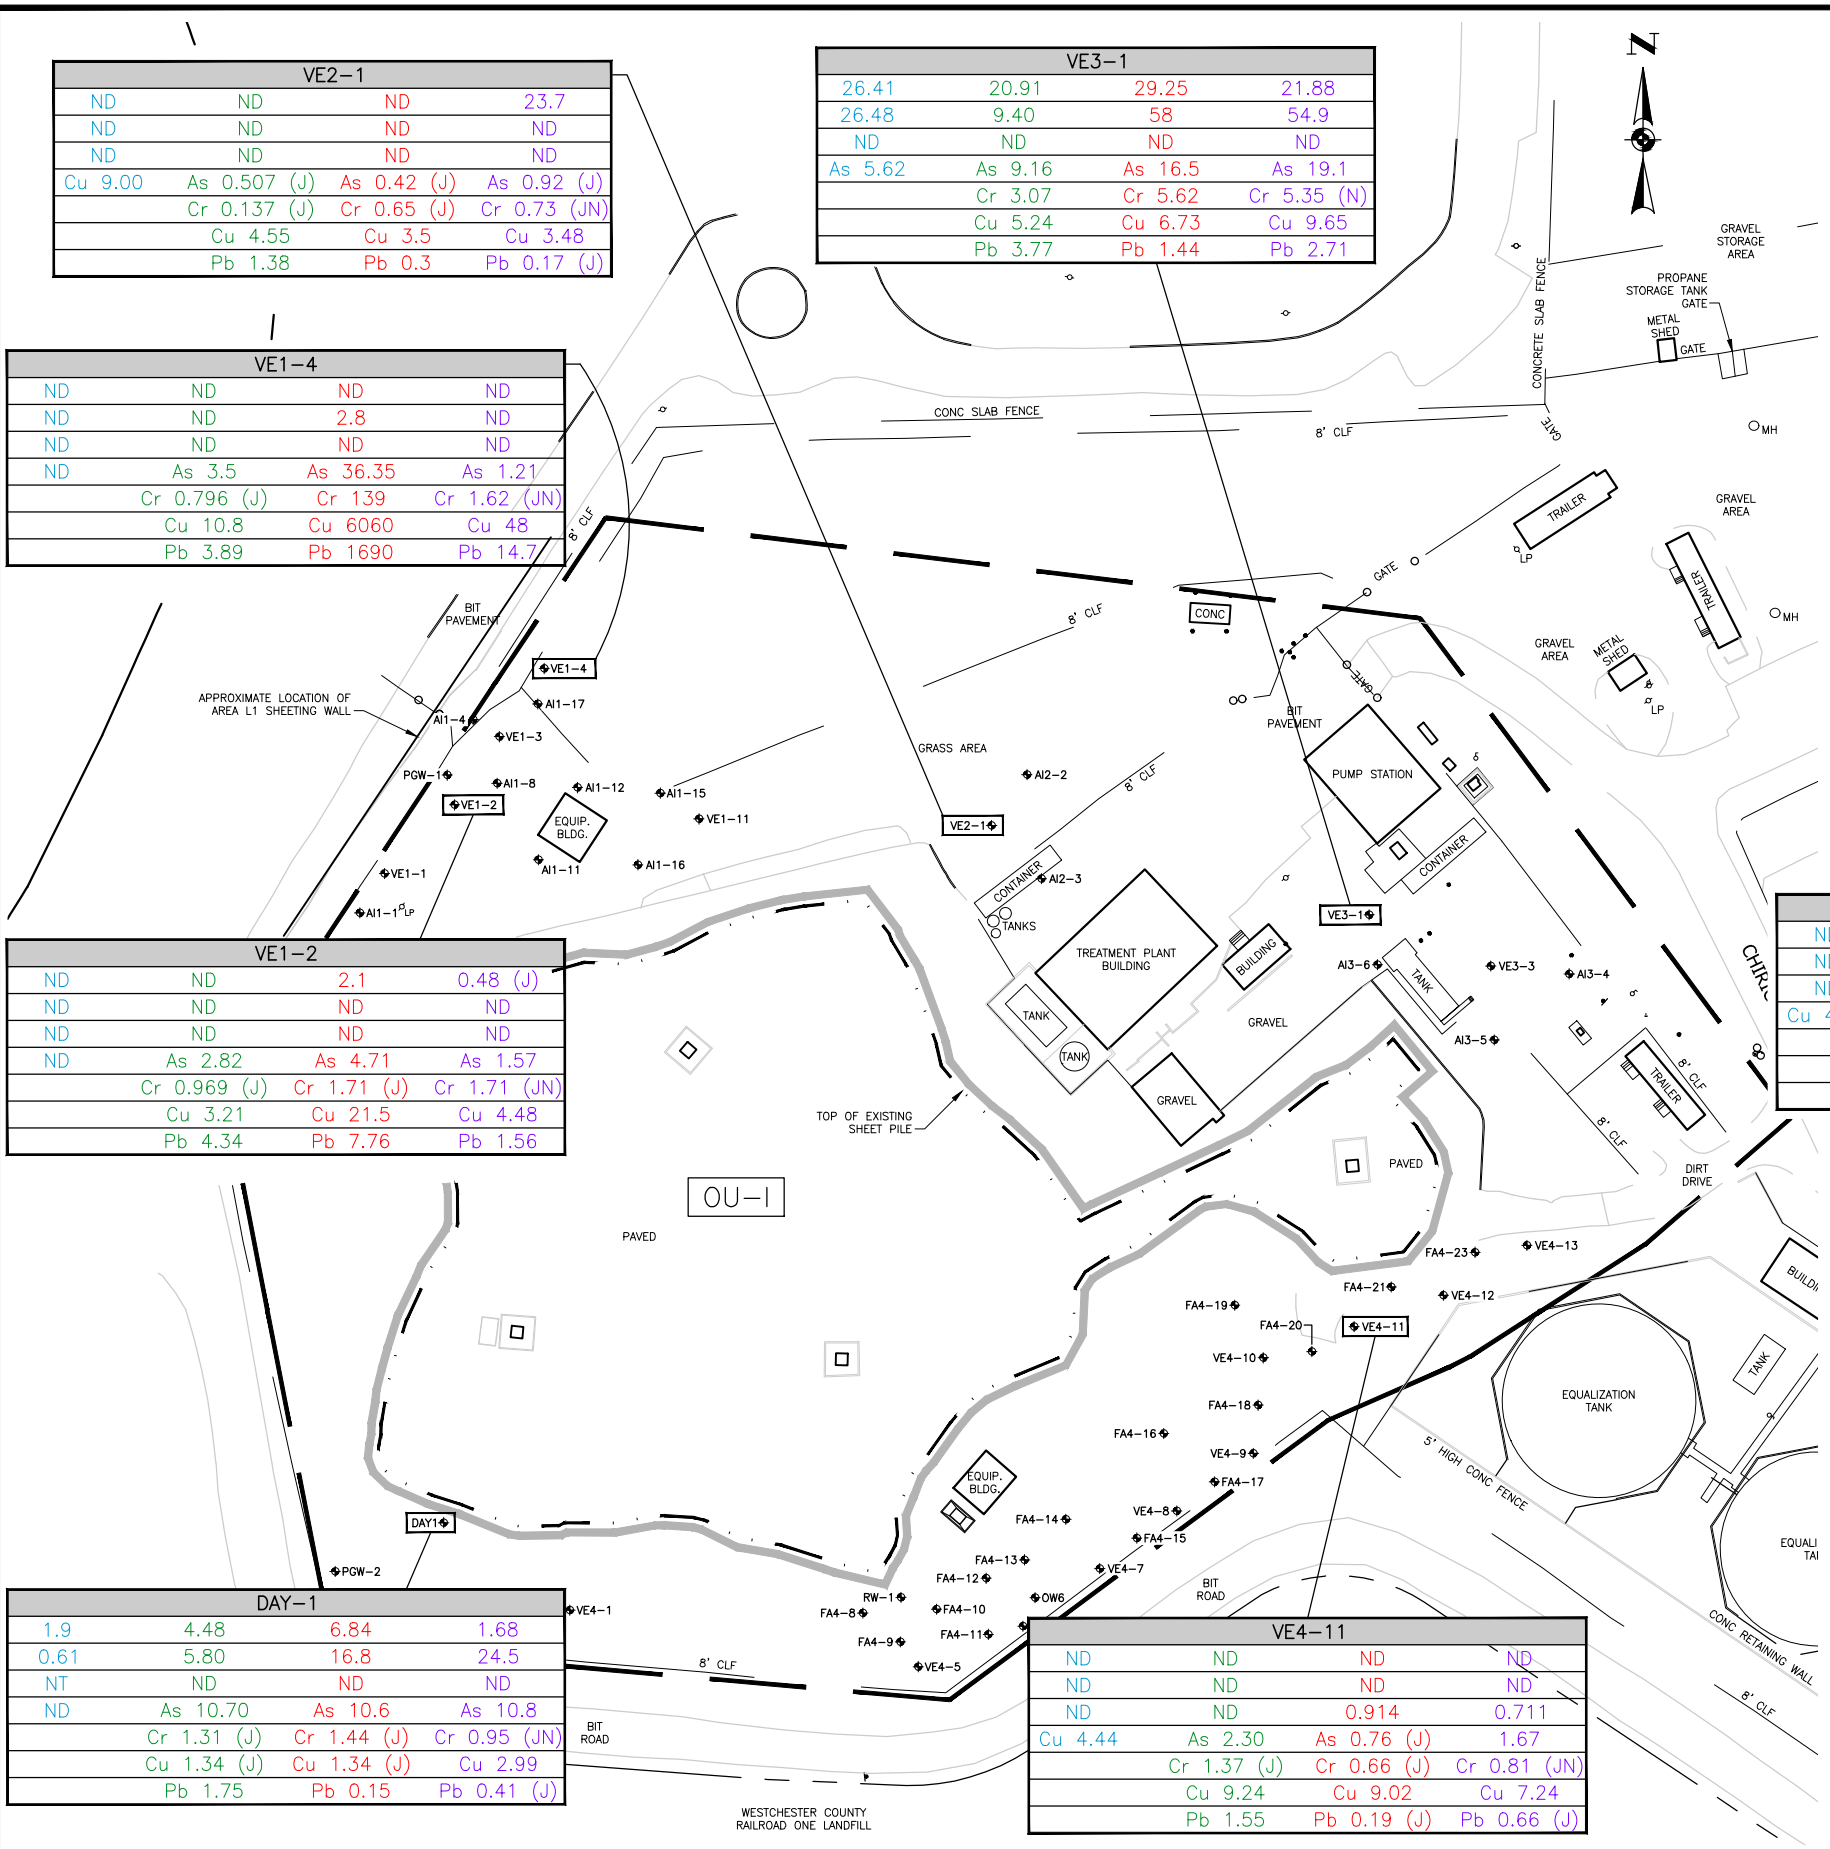 VE2-1
ND ND ND 23.7
ND ND ND ND
ND ND ND ND
Cu 9.00 As 0.507 (J) As 0.42 (J) As 0.92 (J)
Cr 0.137 (J) Cr 0.65 (J) Cr 0.73 (JN)
Cu 4.55 Cu 3.5 Cu 3.48
Pb 1.38 Pb 0.3 Pb 0.17 (J)
VE3-1
26.41 20.91 29.25 21.88
26.48 9.40 58 54.9
ND ND ND ND
As 5.62 As 9.16 As 16.5 As 19.1
Cr 3.07 Cr 5.62 Cr 5.35 (N)
Cu 5.24 Cu 6.73 Cu 9.65
Pb 3.77 Pb 1.44 Pb 2.71
N
GRAVEL
STORAGE
AREA
PROPANE
STORAGE TANK
GATE
METAL
SHED
GATE
CONCRETE SLAB FENCE
VE1-4
ND ND ND ND
ND ND 2.8 ND
ND ND ND ND
ND As 3.5 As 36.35 As 1.21
Cr 0.796 (J) Cr 139 Cr 1.62 (JN)
Cu 10.8 Cu 6060 Cu 48
Pb 3.89 Pb 1690 Pb 14.7
CONC SLAB FENCE
8' CLF
GATE
MH
8' CLF
TRAILER
GRAVEL
AREA
LP
GATE
TRAILER
BIT
PAVEMENT
8' CLF
CONC
MH
GRAVEL
AREA
METAL
SHED
LP
VE1-4
APPROXIMATE LOCATION OF
AREA L1 SHEETING WALL
AI1-17
AI1-4
VE1-3
GATE
BIT
PAVEMENT
GRASS AREA
PGW-1
AI1-8
AI1-12
AI1-15
AI2-2
8' CLF
PUMP STATION
VE1-2
EQUIP.
BLDG.
VE1-11
VE2-1
VE1-1
AI1-11
AI1-16
CONTAINER
AI2-3
CONTAINER
AI1-1
LP
TANKS
VE3-1
VE1-2
ND ND 2.1 0.48 (J)
ND ND ND ND
ND ND ND ND
ND As 2.82 As 4.71 As 1.57
Cr 0.969 (J) Cr 1.71 (J) Cr 1.71 (JN)
Cu 3.21 Cu 21.5 Cu 4.48
Pb 4.34 Pb 7.76 Pb 1.56
TREATMENT PLANT
BUILDING
BUILDING
AI3-6
TANK
VE3-3
AI3-4
TANK
TANK
GRAVEL
AI3-5
Cu
8' CLF
TRAILER
GRAVEL
TOP OF EXISTING
SHEET PILE
8' CLF
PAVED
DIRT
DRIVE
OU-1
PAVED
FA4-23
VE4-13
FA4-21
VE4-12
FA4-19
FA4-20
VE4-11
VE4-10
EQUALIZATION
TANK
TANK
FA4-18
FA4-16
VE4-9
5' HIGH CONC FENCE
EQUIP.
BLDG.
FA4-17
DAY1
VE4-8
FA4-14
FA4-15
PGW-2
FA4-13
VE4-7
FA4-12
BIT
ROAD
RW-1
OW6
VE4-1
FA4-8
FA4-10
FA4-11
FA4-9
VE4-5
CONC RETAINING WALL
8' CLF
8' CLF
DAY-1
1.9 4.48 6.84 1.68
0.61 5.80 16.8 24.5
NT ND ND ND
ND As 10.70 As 10.6 As 10.8
Cr 1.31 (J) Cr 1.44 (J) Cr 0.95 (JN)
Cu 1.34 (J) Cu 1.34 (J) Cu 2.99
Pb 1.75 Pb 0.15 Pb 0.41 (J)
BIT
ROAD
VE4-11
ND ND ND ND
ND ND ND ND
ND ND 0.914 0.711
Cu 4.44 As 2.30 As 0.76 (J) 1.67
Cr 1.37 (J) Cr 0.66 (J) Cr 0.81 (JN)
Cu 9.24 Cu 9.02 Cu 7.24
Pb 1.55 Pb 0.19 (J) Pb 0.66 (J)
WESTCHESTER COUNTY
RAILROAD ONE LANDFILL